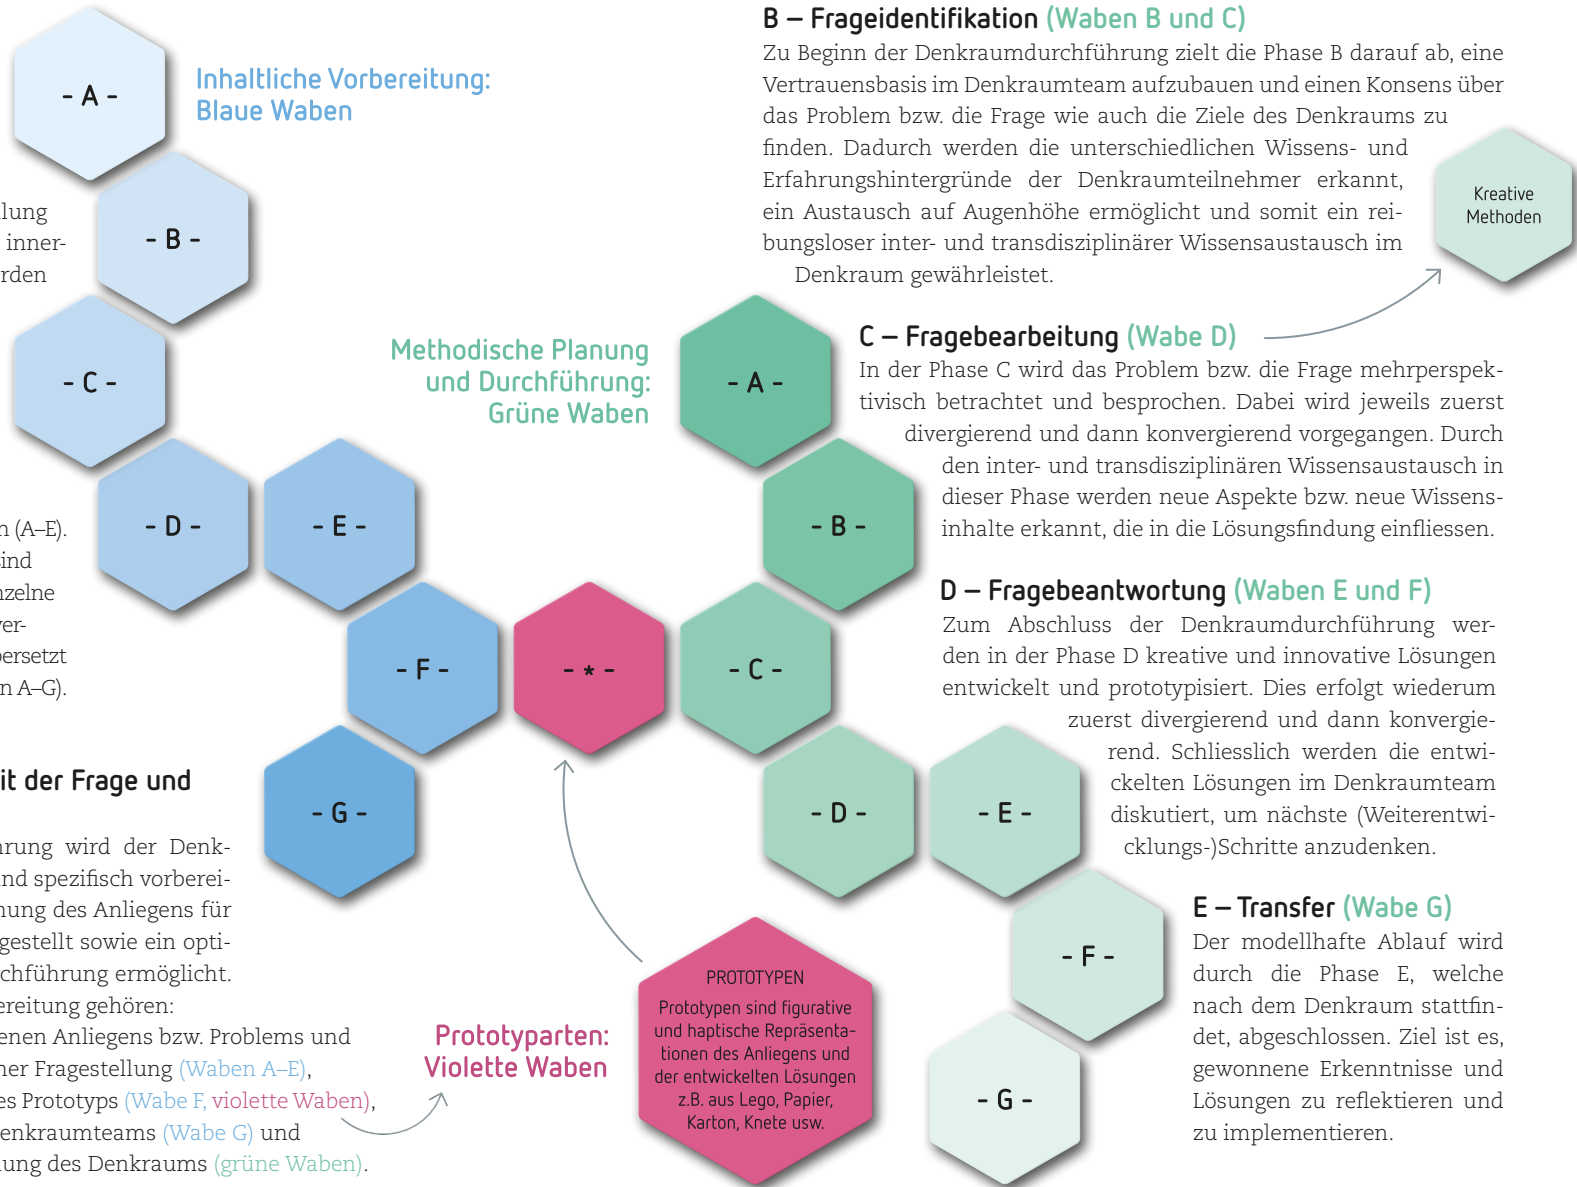 - A -
Inhaltliche Vorbereitung:
Blaue Waben
- B -
- C -
- D -
- E -
- F -
- G -
- * -
inner-
n (A–E).
n A–G).
it der Frage und
wird der Denk-
nd spezifisch vorberei-
nung des Anliegens für
gestellt sowie ein opti-
rchführung ermöglicht.
ereitung gehören:
enen Anliegens bzw. Problems und
ner Fragestellung (Waben A–E),
es Prototyps (Wabe F, violette Waben),
enkraumteams (Wabe G) und
ung des Denkraums (grüne Waben).
Prototyparten:
Violette Waben
PROTOTYPEN
Prototypen sind figurative
und haptische Repräsenta-
tionen des Anliegens und
der entwickelten Lösungen
z.B. aus Lego, Papier,
Karton, Knete usw.
Methodische Planung
und Durchführung:
Grüne Waben
- A -
- B -
- C -
- D -
- E -
- F -
- G -
B – Frageidentifikation (Waben B und C)
Zu Beginn der Denkraumdurchführung zielt die Phase B darauf ab, eine
Vertrauensbasis im Denkraumteam aufzubauen und einen Konsens über
das Problem bzw. die Frage wie auch die Ziele des Denkraums zu
finden. Dadurch werden die unterschiedlichen Wissens- und
Erfahrungshintergründe der Denkraumteilnehmer erkannt,
ein Austausch auf Augenhöhe ermöglicht und somit ein rei-
bungsloser inter- und transdisziplinärer Wissensaustausch im
Denkraum gewährleistet.
Kreative
Methoden
C – Fragebearbeitung (Wabe D)
In der Phase C wird das Problem bzw. die Frage mehrperspek-
tivisch betrachtet und besprochen. Dabei wird jeweils zuerst
divergierend und dann konvergierend vorgegangen. Durch
den inter- und transdisziplinären Wissensaustausch in
dieser Phase werden neue Aspekte bzw. neue Wissens-
inhalte erkannt, die in die Lösungsfindung einfliessen.
D – Fragebeantwortung (Waben E und F)
Zum Abschluss der Denkraumdurchführung wer-
den in der Phase D kreative und innovative Lösungen
entwickelt und prototypisiert. Dies erfolgt wiederum
zuerst divergierend und dann konvergie-
rend. Schliesslich werden die entwi-
ckelten Lösungen im Denkraumteam
diskutiert, um nächste (Weiterentwi-
cklungs-)Schritte anzudenken.
E – Transfer (Wabe G)
Der modellhafte Ablauf wird
durch die Phase E, welche
nach dem Denkraum stattfin-
det, abgeschlossen. Ziel ist es,
gewonnene Erkenntnisse und
Lösungen zu reflektieren und
zu implementieren.